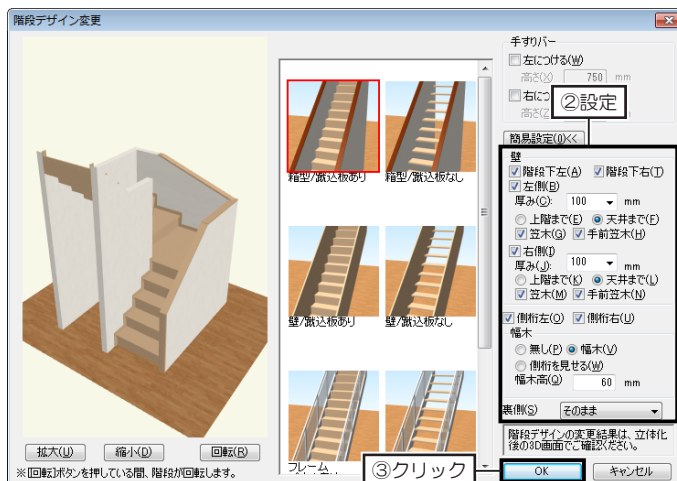 階段デザイン変更
手すりバー
左につける(W)
高さ(X) 750 mm
右につ
高さ(Z)
②設定
簡易設定(0)<<
壁
階段下左(A) 階段下右(T)
左側(B)
厚み(C): 100 mm
上階まで(E) 天井まで(F)
笠木(G) 手前笠木(H)
右側(I)
厚み(J): 100 mm
上階まで(K) 天井まで(L)
笠木(M) 手前笠木(N)
側桁左(O) 側桁右(U)
幅木
無し(P) 幅木(V)
側桁を見せる(W)
幅木高(Q) 60 mm
裏側(S) そのまま
階段デザインの変更結果は、立体化
後の3D画面でご確認ください。
箱型/蹴込板あり 箱型/蹴込板なし
壁/蹴込板あり 壁/蹴込板なし
フレーム
拡大(U) 縮小(D) 回転(R)
※[回転]ボタンを押している間、階段が回転します。
③クリック
OK キャンセル